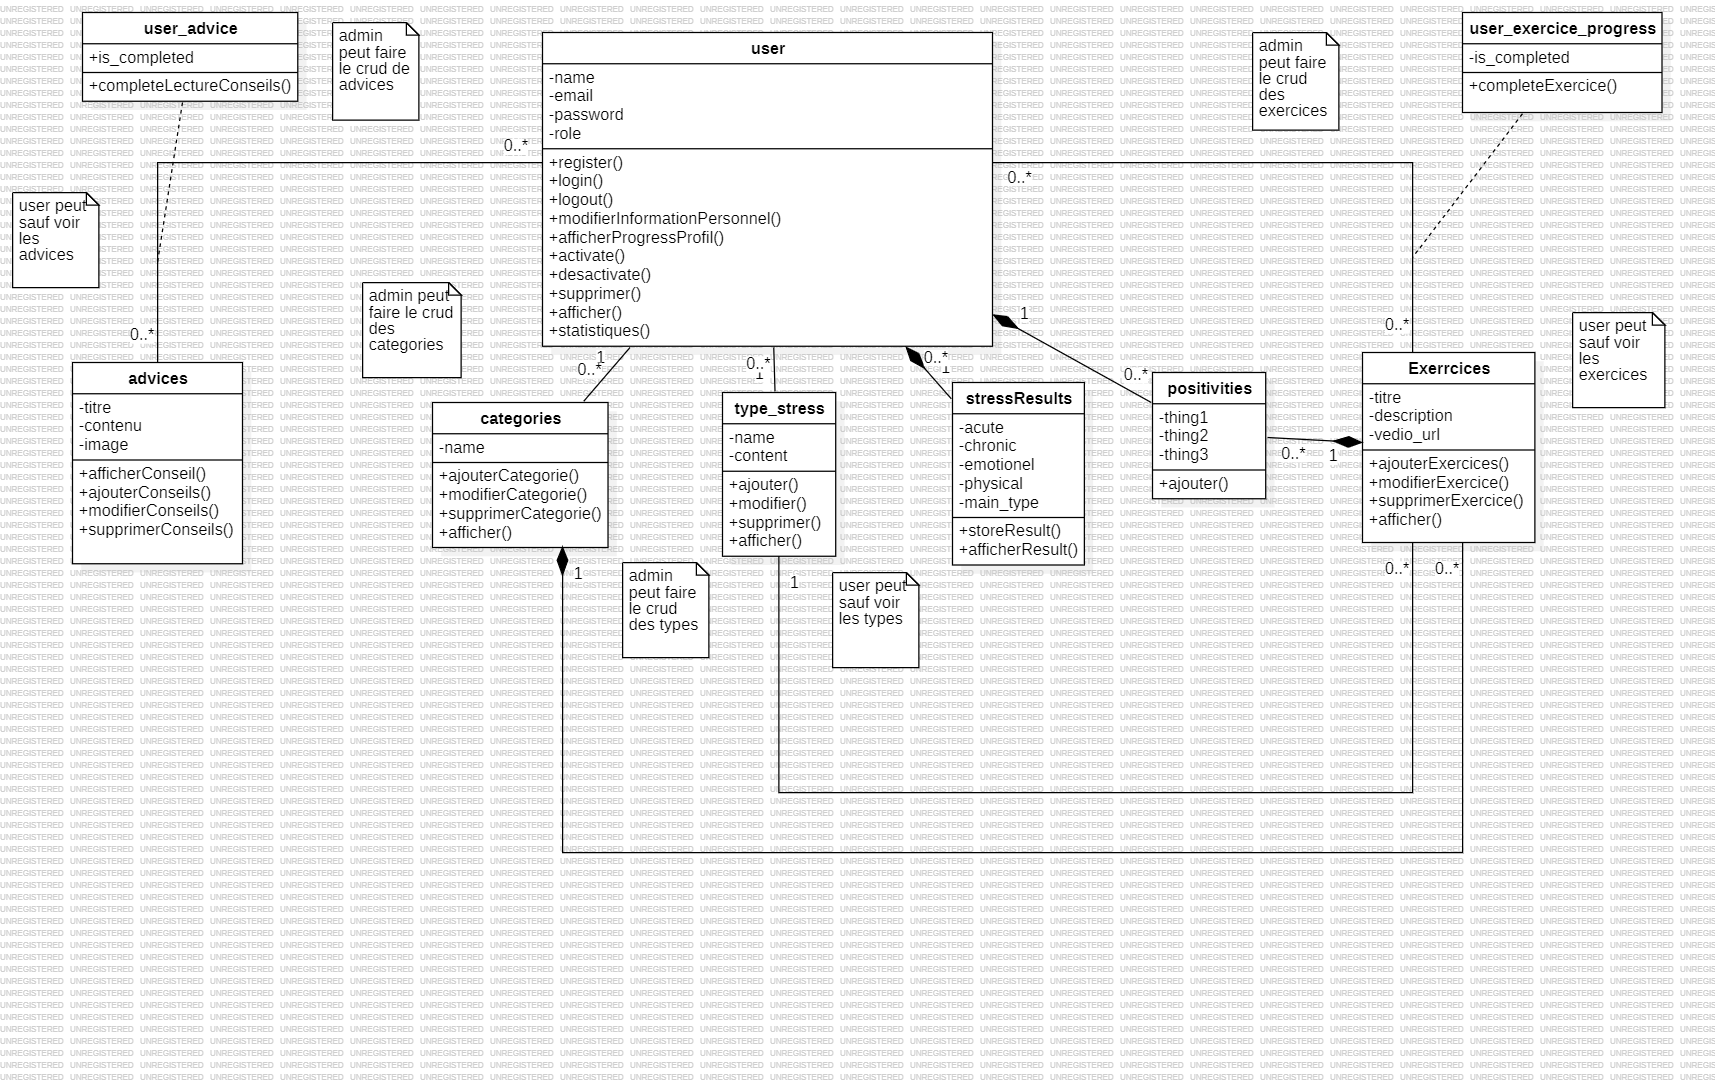 user_advice
+is_completed
+completeLectureConseils()
admin
peut faire
le crud de
advices
user
-name
-email
-password
-role
+register()
+login()
+logout()
+modifierInformationPersonnel()
+afficherProgressProfil()
+activate()
+desactivate()
+supprimer()
+afficher()
+statistiques()
admin
peut faire
le crud
des
exercices
user_exercice_progress
-is_completed
+completeExercice()
0..*
0..*
user peut
sauf voir
les
advices
admin peut
faire le crud
des
categories
0..*
1
0..*
0..*
1
0..*
1
1
0..*
0..*
user peut
sauf voir
les
exercices
advices
-titre
-contenu
-image
+afficherConseil()
+ajouterConseils()
+modifierConseils()
+supprimerConseils()
categories
-name
+ajouterCategorie()
+modifierCategorie()
+supprimerCategorie()
+afficher()
type_stress
-name
-content
+ajouter()
+modifier()
+supprimer()
+afficher()
stressResults
-acute
-chronic
-emotionel
-physical
-main_type
+storeResult()
+afficherResult()
positivities
-thing1
-thing2
-thing3
+ajouter()
0..*
1
Exerrcices
-titre
-description
-vedio_url
+ajouterExercices()
+modifierExercice()
+supprimerExercice()
+afficher()
1
admin
peut faire
le crud
des types
1
user peut
sauf voir
les types
0..*
0..*
UNREGISTERED